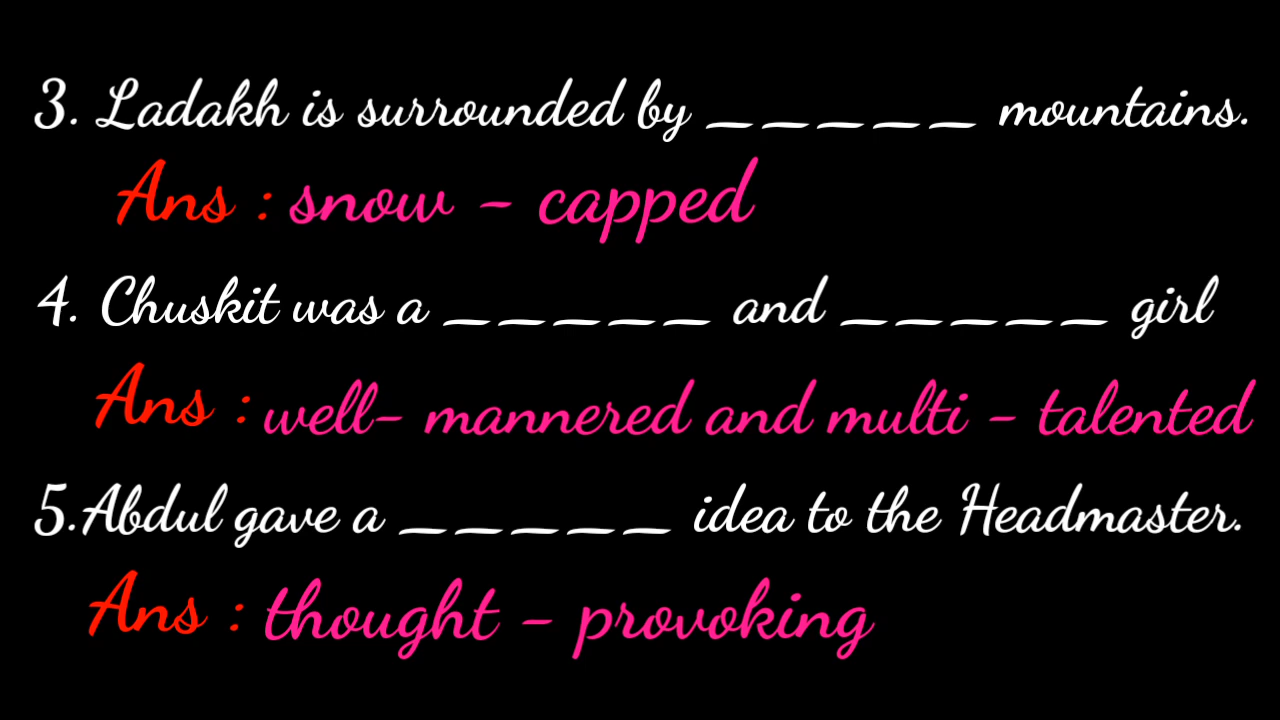 3. Ladakh is surrounded by _ _ _ _ _ mountains.
Ans : snow - capped
4. Chuskit was a _ _ _ _ _ and _ _ _ _ _ girl
Ans : well- mannered and multi - talented
5.Abdul gave a _ _ _ _ _ idea to the Headmaster.
Ans : thought - provoking